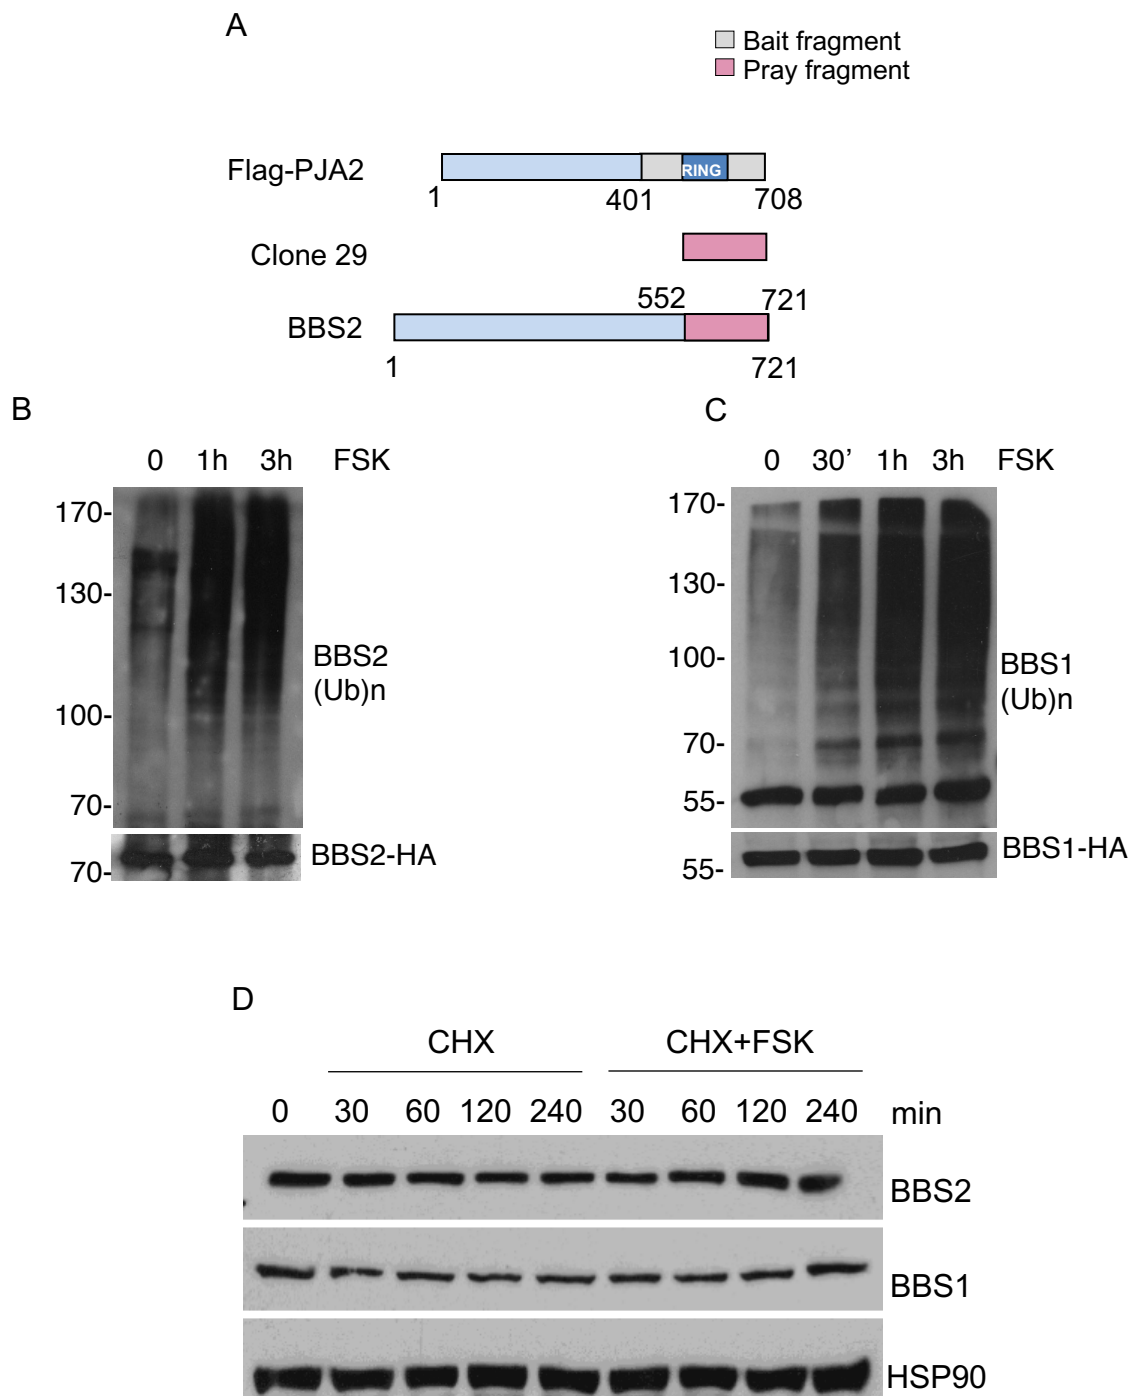 A
Bait fragment
Pray fragment
Flag-PJA2
RING
1
401
708
Clone 29
552
721
BBS2
1
721
B
0 1h 3h FSK
170-
130-
BBS2
(Ub)n
100-
70-
BBS2-HA
70-
C
0 30’ 1h 3h FSK
170-
130-
100-
BBS1
(Ub)n
70-
55-
BBS1-HA
55-
D
CHX CHX+FSK
0 30 60 120 240 30 60 120 240 min
BBS2
BBS1
HSP90